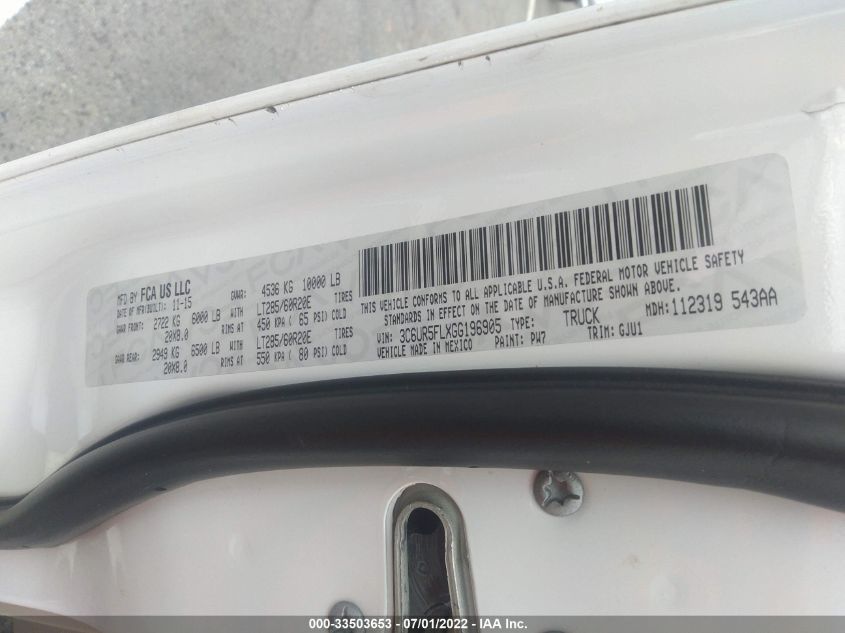 MFD BY FCA US LLC
DATE OF MFR(BUILT): 11-15 GVWR: 4536 KG 10000 LB
GAWR FRONT: 2722 KG 6000 LB WITH LT285/60R20E TIRES
20X8.0 RIMS AT 450 KPA ( 65 PSI) COLD
GAWR REAR: 2949 KG 6500 LB WITH LT285/60R20E TIRES
20X8.0 RIMS AT 550 KPA ( 80 PSI) COLD
THIS VEHICLE CONFORMS TO ALL APPLICABLE U.S.A. FEDERAL MOTOR VEHICLE SAFETY
STANDARDS IN EFFECT ON THE DATE OF MANUFACTURE SHOWN ABOVE.
VIN: 3C6UR5FLXGG196905 TYPE: TRUCK MDH: 112319 543AA
VEHICLE MADE IN MEXICO PAINT: PW7 TRIM: GJU1
000-33503653 - 07/01/2022 - IAA Inc.